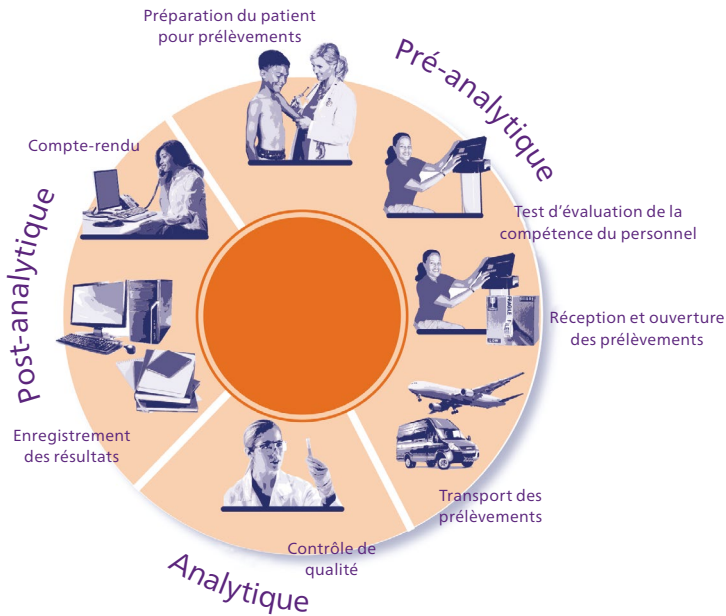 Préparation du patient
pour prélèvements
Pré-analytique
Compte-rendu
Test d'évaluation de la
compétence du personnel
Réception et ouverture
des prélèvements
Post-analytique
Enregistrement
des résultats
Transport des
prélèvements
Contrôle de
qualité
Analytique
FRAGILE